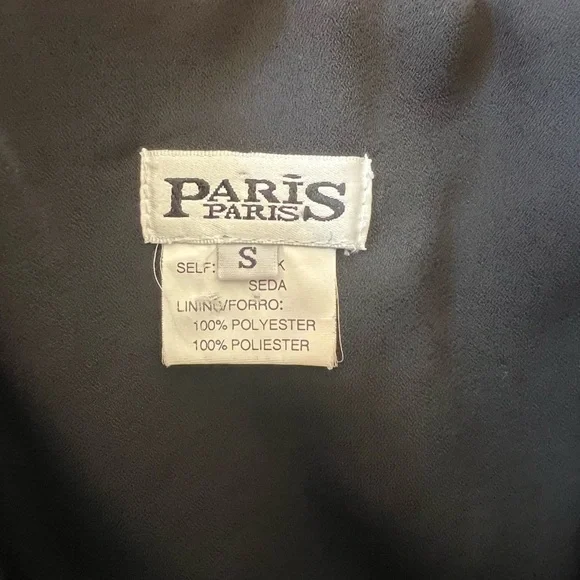 PARIS
PARIS
S
SELF:
SEDA
LINING/FORRO:
100% POLYESTER
100% POLIESTER